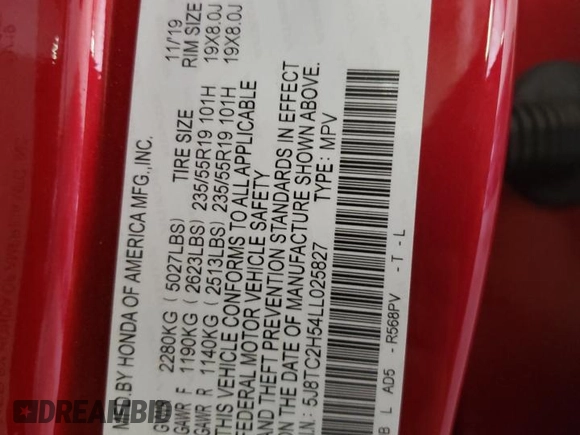 MFD. BY HONDA OF AMERICA MFG., INC. 11/19
2280KG ( 5027LBS) TIRE SIZE RIM SIZE
GAWR F 1190KG ( 2623LBS) 235/55R19 101H 19X8.0J
GAWR R 1140KG ( 2513LBS) 235/55R19 101H 19X8.0J
THIS VEHICLE CONFORMS TO ALL APPLICABLE
FEDERAL MOTOR VEHICLE SAFETY
AND THEFT PREVENTION STANDARDS IN EFFECT
ON THE DATE OF MANUFACTURE SHOWN ABOVE.
5J8TC2H54LL025827 TYPE: MPV
B L AD5 - R568PV - T - L
DREAMBID